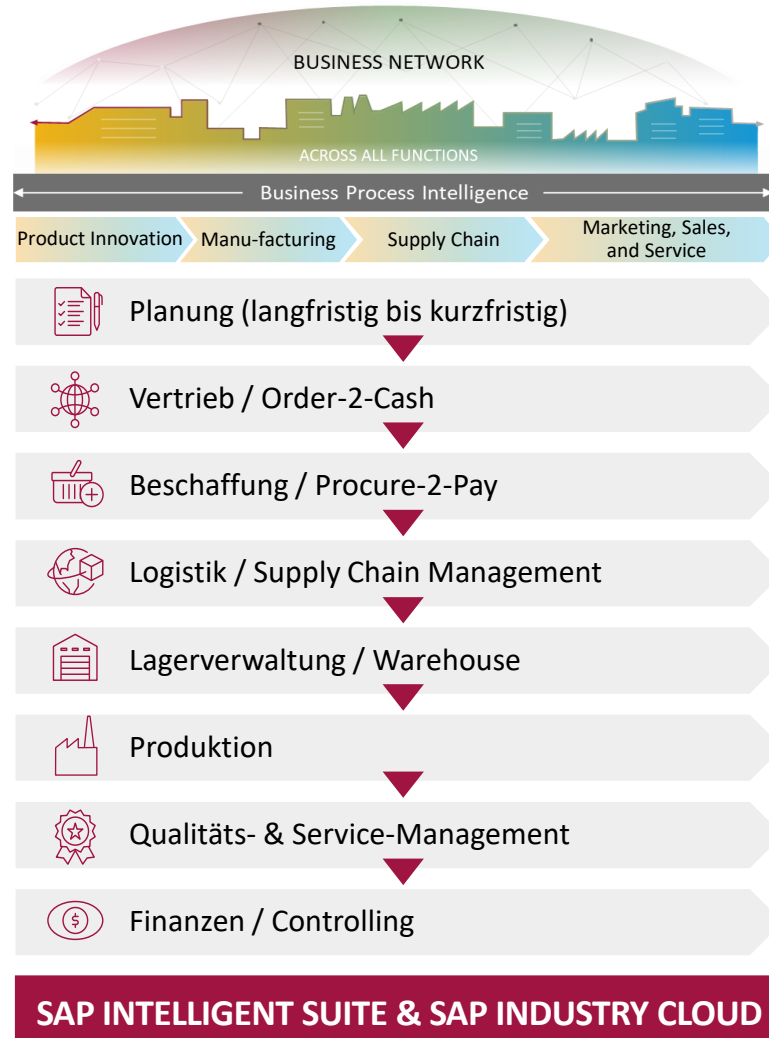 BUSINESS NETWORK
ACROSS ALL FUNCTIONS
Business Process Intelligence
Product Innovation
Manu-facturing
Supply Chain
Marketing, Sales,
and Service
Planung (langfristig bis kurzfristig)
Vertrieb / Order-2-Cash
Beschaffung / Procure-2-Pay
Logistik / Supply Chain Management
Lagerverwaltung / Warehouse
Produktion
Qualitäts- & Service-Management
$
Finanzen / Controlling
SAP INTELLIGENT SUITE & SAP INDUSTRY CLOUD